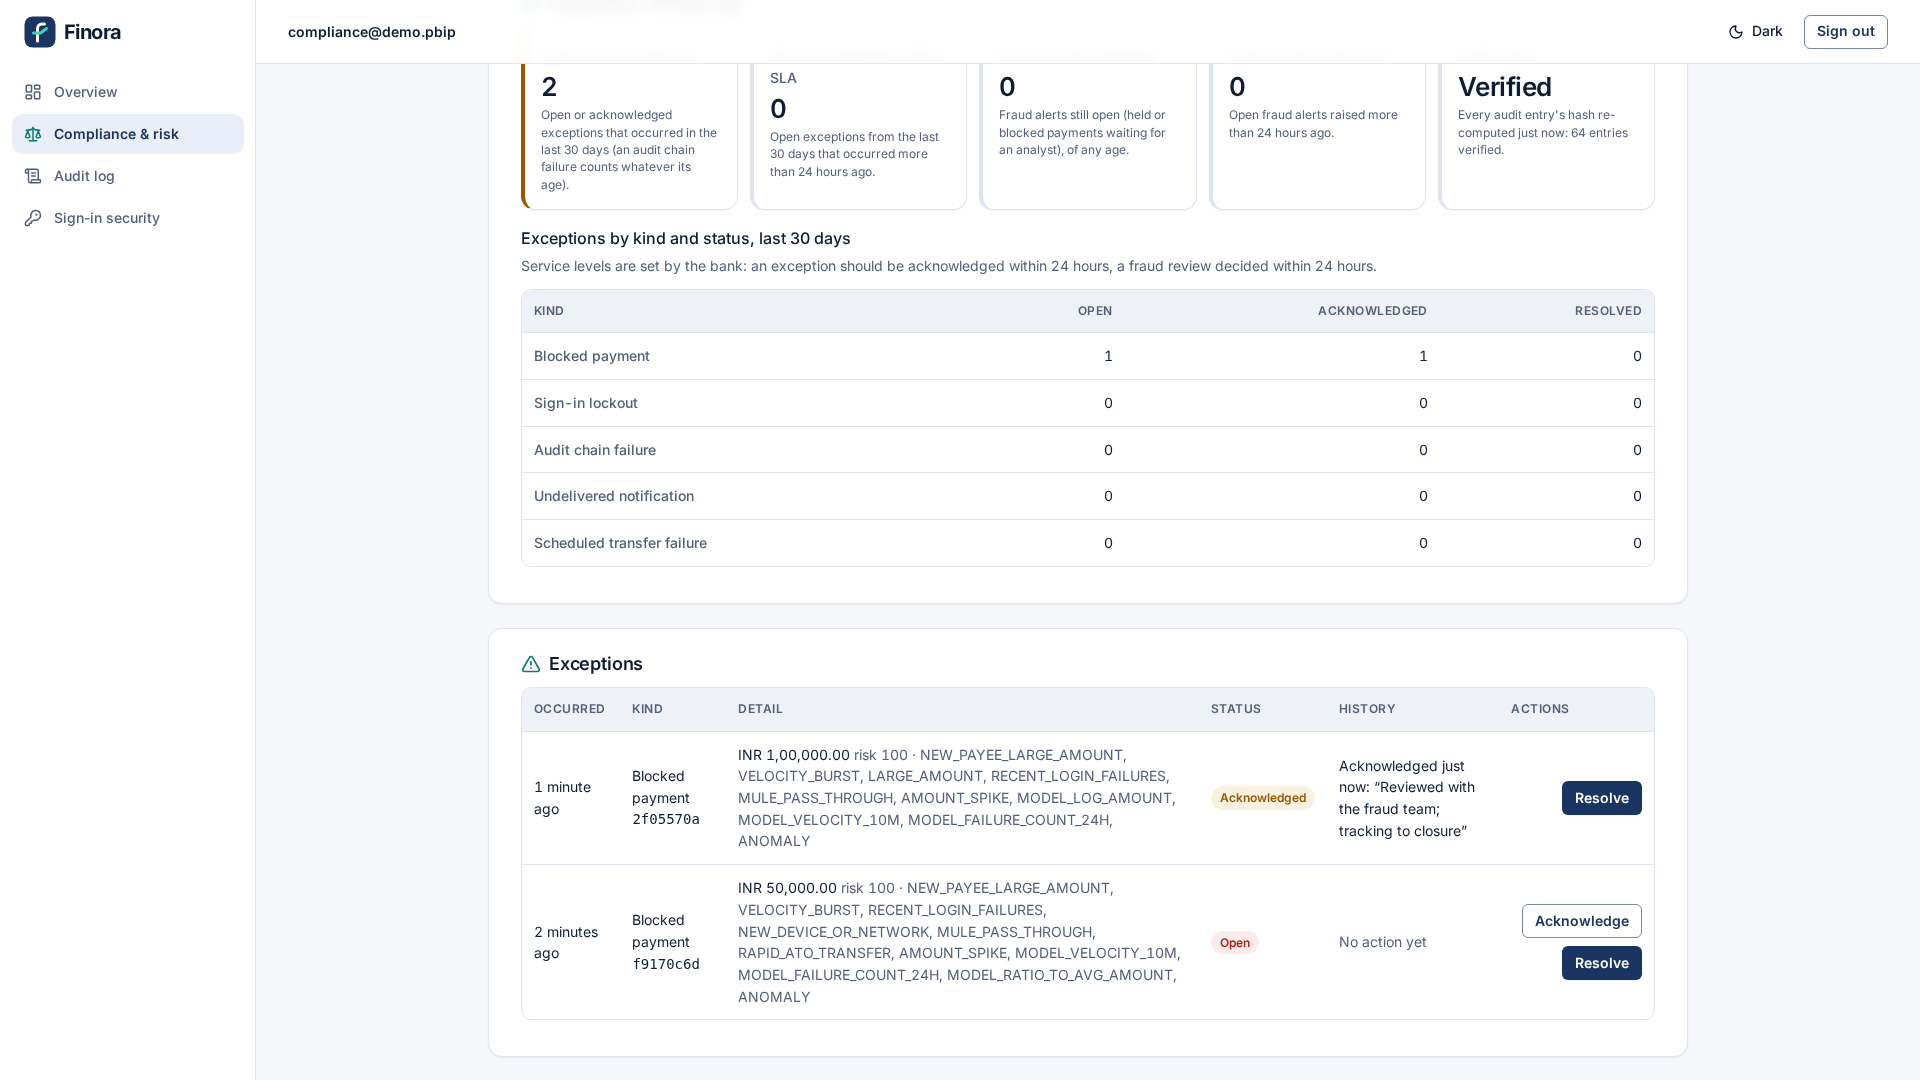 Finora
compliance@demo.pbip
Dark
Sign out
Overview
Compliance & risk
Audit log
Sign-in security
2
Open or acknowledged
exceptions that occurred in the
last 30 days (an audit chain
failure counts whatever its
age).
SLA
0
Open exceptions from the last
30 days that occurred more
than 24 hours ago.
0
Fraud alerts still open (held or
blocked payments waiting for
an analyst), of any age.
0
Open fraud alerts raised more
than 24 hours ago.
Verified
Every audit entry's hash re-
computed just now: 64 entries
verified.
Exceptions by kind and status, last 30 days
Service levels are set by the bank: an exception should be acknowledged within 24 hours, a fraud review decided within 24 hours.
KIND OPEN ACKNOWLEDGED RESOLVED
Blocked payment 1 1 0
Sign-in lockout 0 0 0
Audit chain failure 0 0 0
Undelivered notification 0 0 0
Scheduled transfer failure 0 0 0
Exceptions
OCCURRED KIND DETAIL STATUS HISTORY ACTIONS
1 minute
ago
Blocked
payment
2f05570a
INR 1,00,000.00 risk 100 · NEW_PAYEE_LARGE_AMOUNT,
VELOCITY_BURST, LARGE_AMOUNT, RECENT_LOGIN_FAILURES,
MULE_PASS_THROUGH, AMOUNT_SPIKE, MODEL_LOG_AMOUNT,
MODEL_VELOCITY_10M, MODEL_FAILURE_COUNT_24H,
ANOMALY
Acknowledged
Acknowledged just
now: “Reviewed with
the fraud team;
tracking to closure”
Resolve
2 minutes
ago
Blocked
payment
f9170c6d
INR 50,000.00 risk 100 · NEW_PAYEE_LARGE_AMOUNT,
VELOCITY_BURST, RECENT_LOGIN_FAILURES,
NEW_DEVICE_OR_NETWORK, MULE_PASS_THROUGH,
RAPID_ATO_TRANSFER, AMOUNT_SPIKE, MODEL_VELOCITY_10M,
MODEL_FAILURE_COUNT_24H, MODEL_RATIO_TO_AVG_AMOUNT,
ANOMALY
Open
No action yet
Acknowledge
Resolve